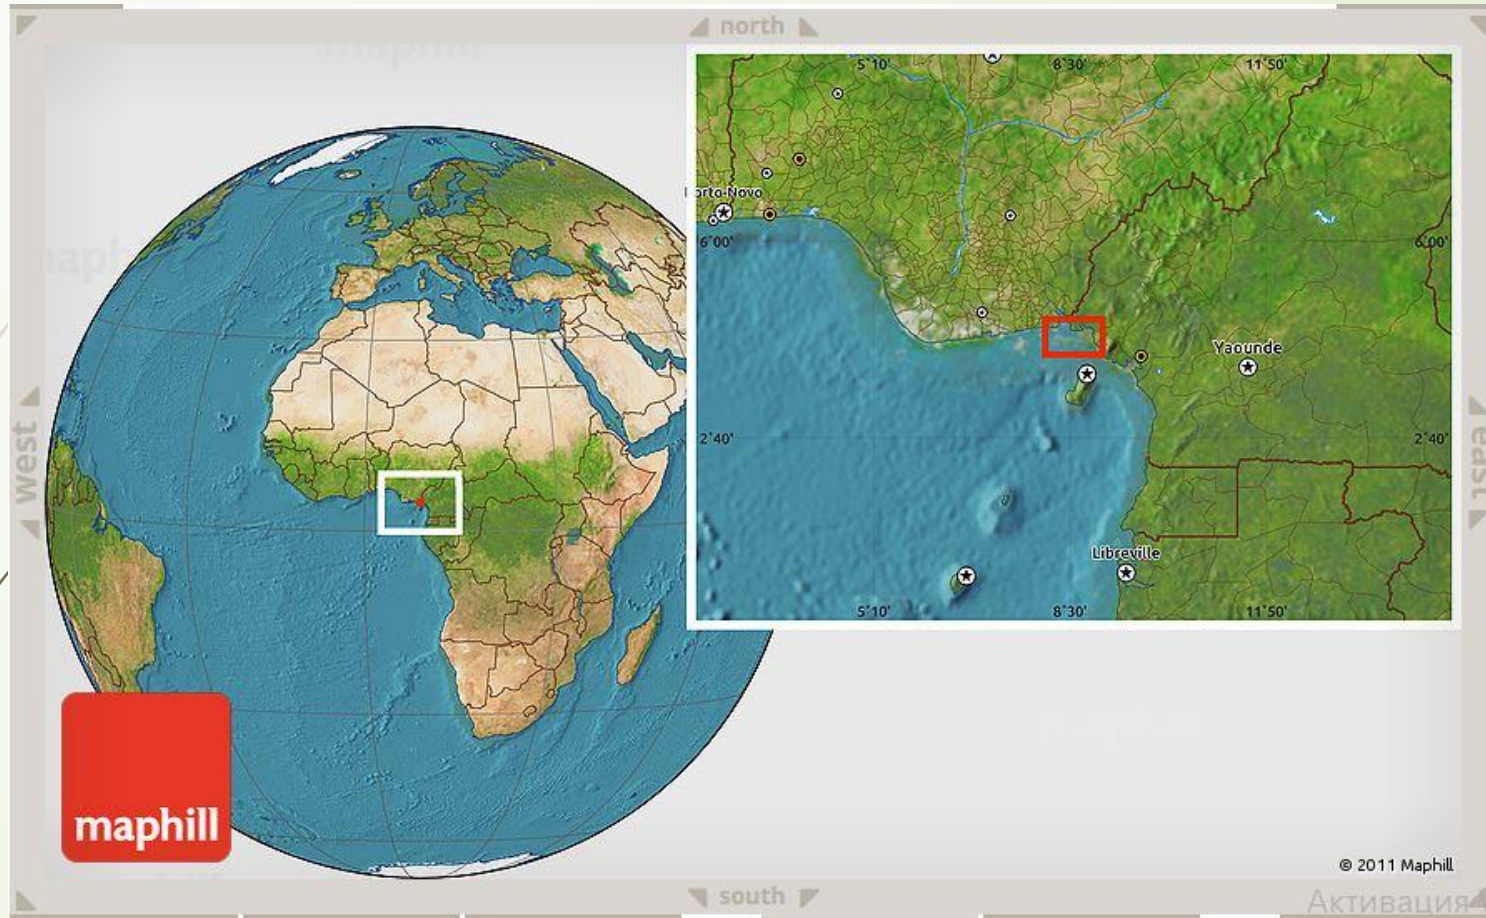 north
5°10' 8°30' 11°50'
orto-Novo
6°00' 6°00'
Yaounde
west
east
2°40' 2°40'
Libreville
5°10' 8°30' 11°50'
maphill
© 2011 Maphill
south
Активация